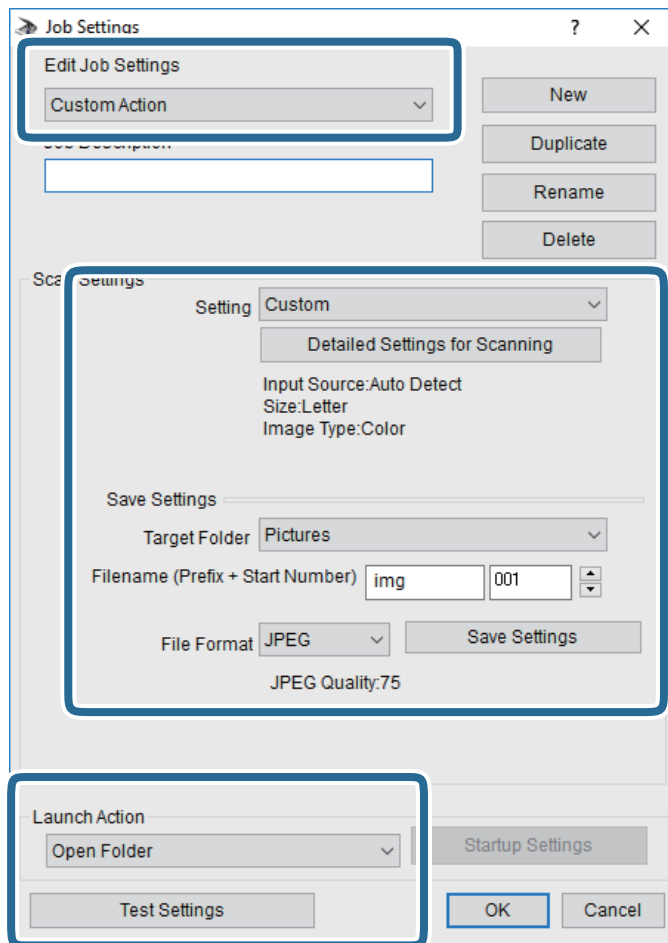 Job Settings ?
Edit Job Settings
Custom Action
New
Duplicate
Rename
Delete
Scan Settings
Setting Custom
Detailed Settings for Scanning
Input Source:Auto Detect
Size:Letter
Image Type:Color
Save Settings
Target Folder Pictures
Filename (Prefix + Start Number) img 001
File Format JPEG Save Settings
JPEG Quality:75
Launch Action
Open Folder
Startup Settings
Test Settings OK Cancel